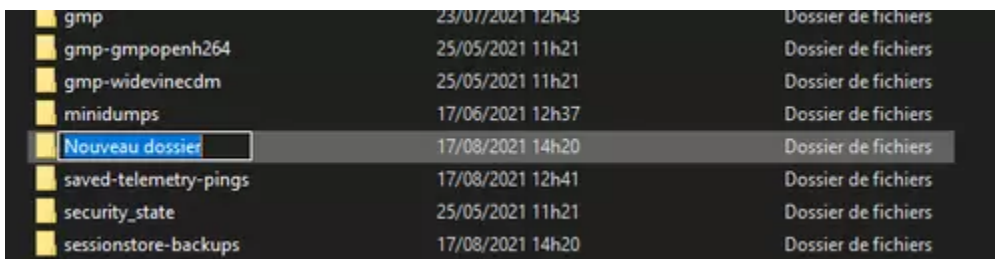 gmp 23/07/2021 12h43 Dossier de fichiers
gmp-gmpopenh264 25/05/2021 11h21 Dossier de fichiers
gmp-widevinecdm 25/05/2021 11h21 Dossier de fichiers
minidumps 17/06/2021 12h37 Dossier de fichiers
Nouveau dossier 17/08/2021 14h20 Dossier de fichiers
saved-telemetry-pings 17/08/2021 12h41 Dossier de fichiers
security_state 25/05/2021 11h21 Dossier de fichiers
sessionstore-backups 17/08/2021 14h20 Dossier de fichiers